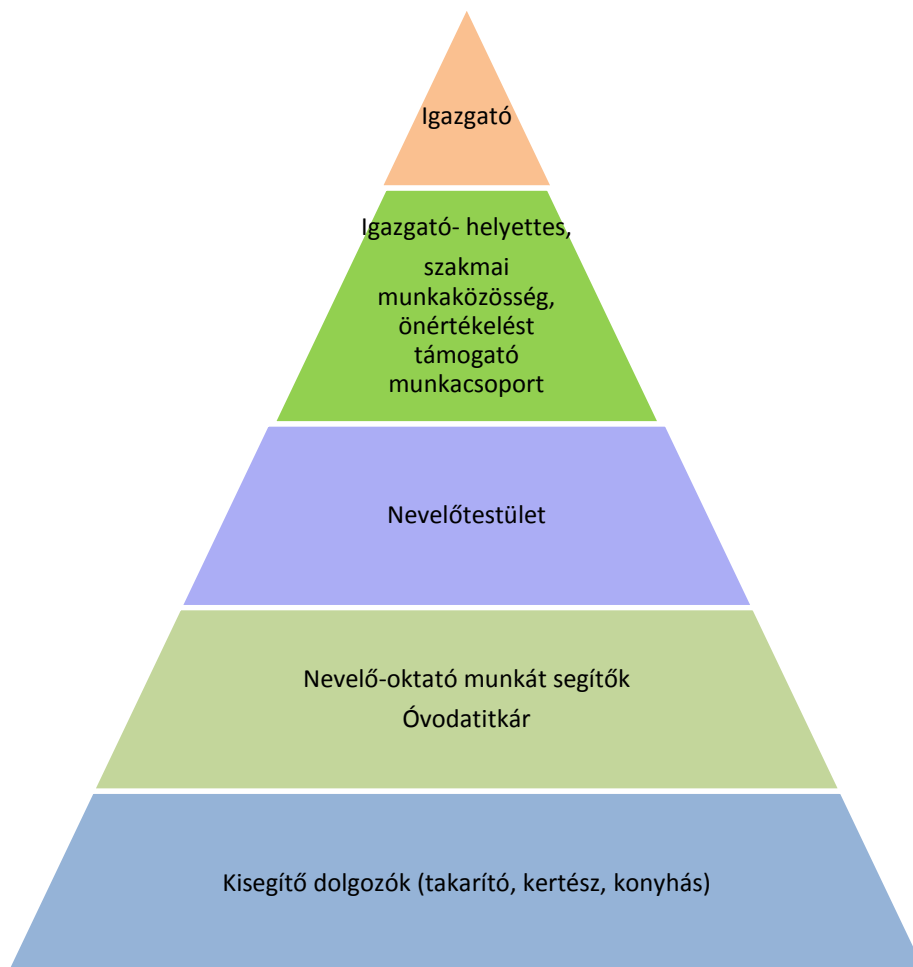 Igazgató
Igazgató- helyettes,
szakmai
munkaközösség,
önértékelést
támogató
munkacsoport
Nevelőtestület
Nevelő-oktató munkát segítők
Óvodatitkár
Kisegítő dolgozók (takarító, kertész, konyhás)